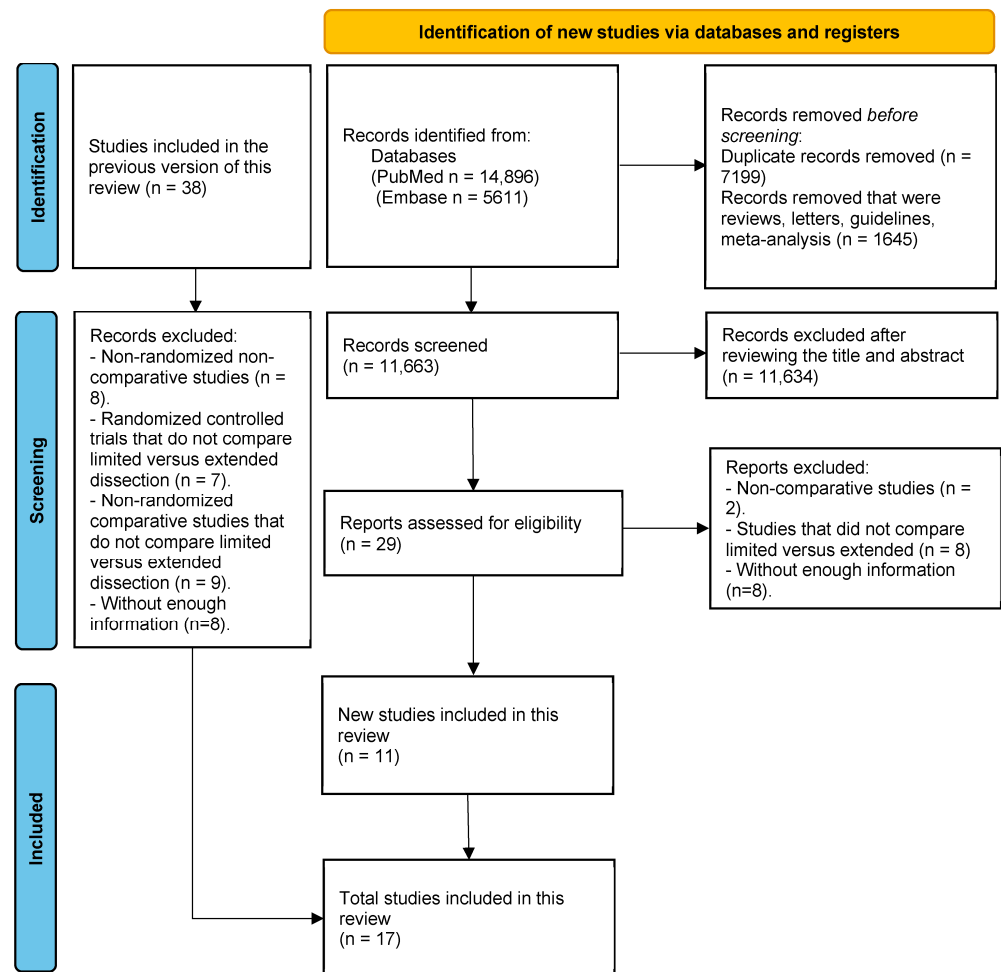 Identification of new studies via databases and registers
Identification
Studies included in the
previous version of this
review (n = 38)
Records identified from:
Databases
(PubMed n = 14,896)
(Embase n = 5611)
Records removed before
screening:
Duplicate records removed (n =
7199)
Records removed that were
reviews, letters, guidelines,
meta-analysis (n = 1645)
Screening
Records excluded:
- Non-randomized non-
comparative studies (n =
8).
- Randomized controlled
trials that do not compare
limited versus extended
dissection (n = 7).
- Non-randomized
comparative studies that
do not compare limited
versus extended
dissection (n = 9).
- Without enough
information (n=8).
Records screened
(n = 11,663)
Records excluded after
reviewing the title and abstract
(n = 11,634)
Reports assessed for eligibility
(n = 29)
Reports excluded:
- Non-comparative studies (n =
2).
- Studies that did not compare
limited versus extended (n = 8)
- Without enough information
(n=8).
Included
New studies included in this
review
(n = 11)
Total studies included in this
review
(n = 17)